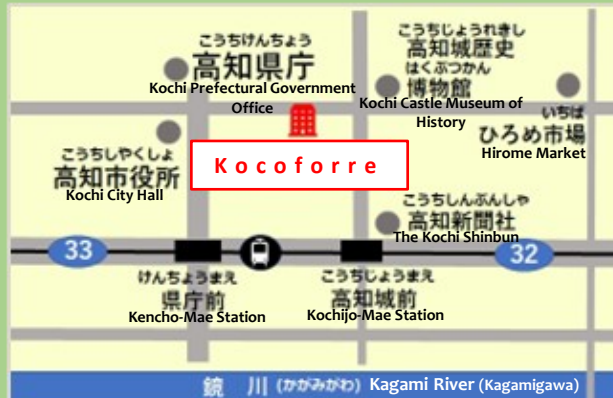 こうちけんちょう
高知県庁
Kochi Prefectural Government
Office
こうちじょうれきし
高知城歴史
はくぶつかん
博物館
Kochi Castle Museum of
History
いちば
ひろめ市場
Hirome Market
こうちしやくしょ
高知市役所
Kochi City Hall
Kocoforre
こうちしんぶんしゃ
高知新聞社
The Kochi Shinbun
33
32
けんちょうまえ
県庁前
Kencho-Mae Station
こうちじょうまえ
高知城前
Kochijo-Mae Station
鏡 川 (かがみがわ) Kagami River (Kagamigawa)